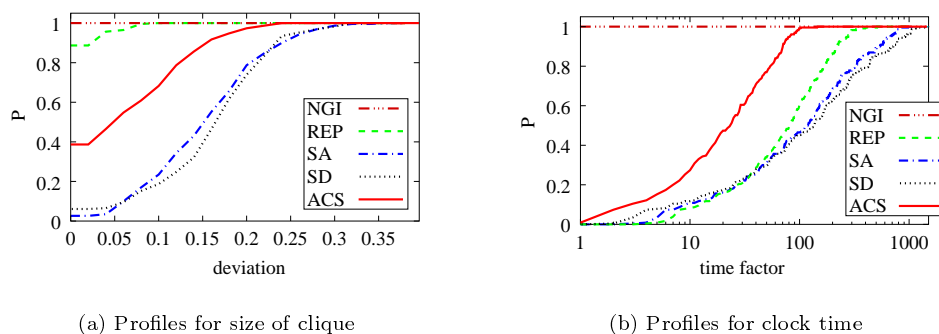 1
0.8
0.6
0.4
0.2
0
P
0 0.05 0.1 0.15 0.2 0.25 0.3 0.35
deviation
NGI
REP
SA
SD
ACS
(a) Profiles for size of clique
1
0.8
0.6
0.4
0.2
0
P
1 10 100 1000
time factor
NGI
REP
SA
SD
ACS
(b) Profiles for clock time